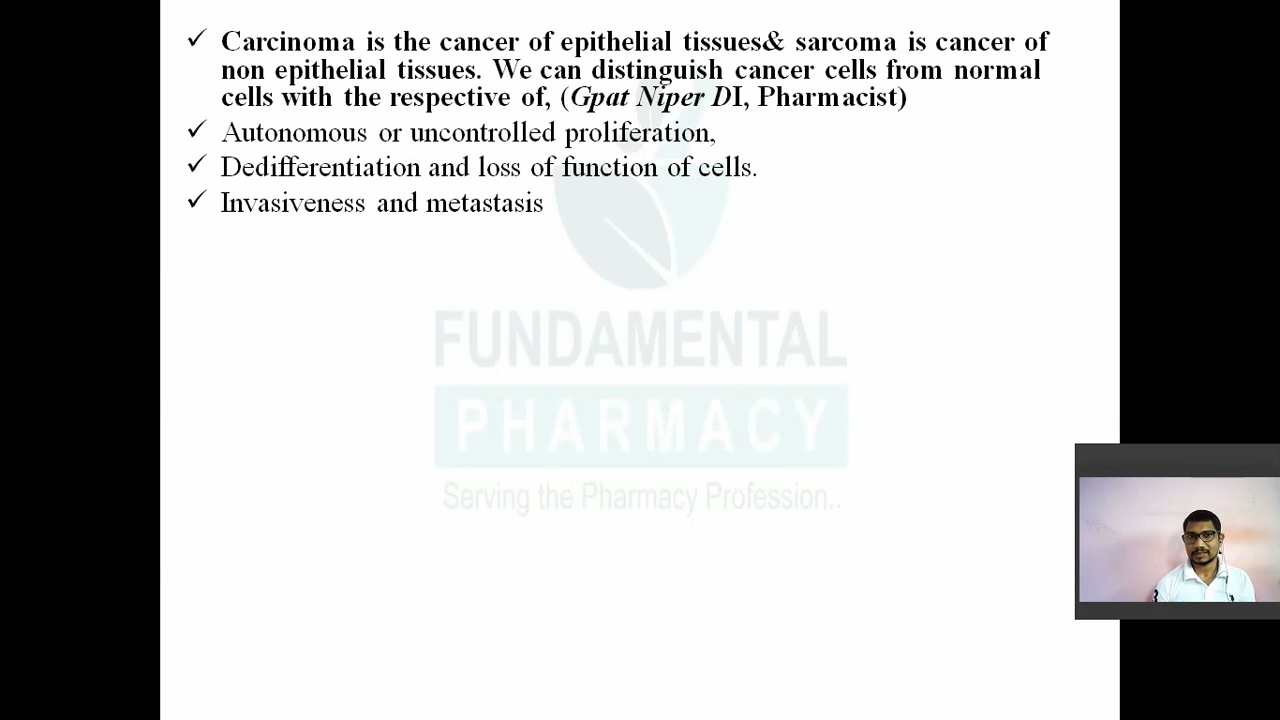 ✓ Carcinoma is the cancer of epithelial tissues& sarcoma is cancer of
non epithelial tissues. We can distinguish cancer cells from normal
cells with the respective of, (Gpat Niper DI, Pharmacist)
✓ Autonomous or uncontrolled proliferation,
✓ Dedifferentiation and loss of function of cells.
✓ Invasiveness and metastasis
FUNDAMENTAL
PHARMACY
Serving the Pharmacy Profession..